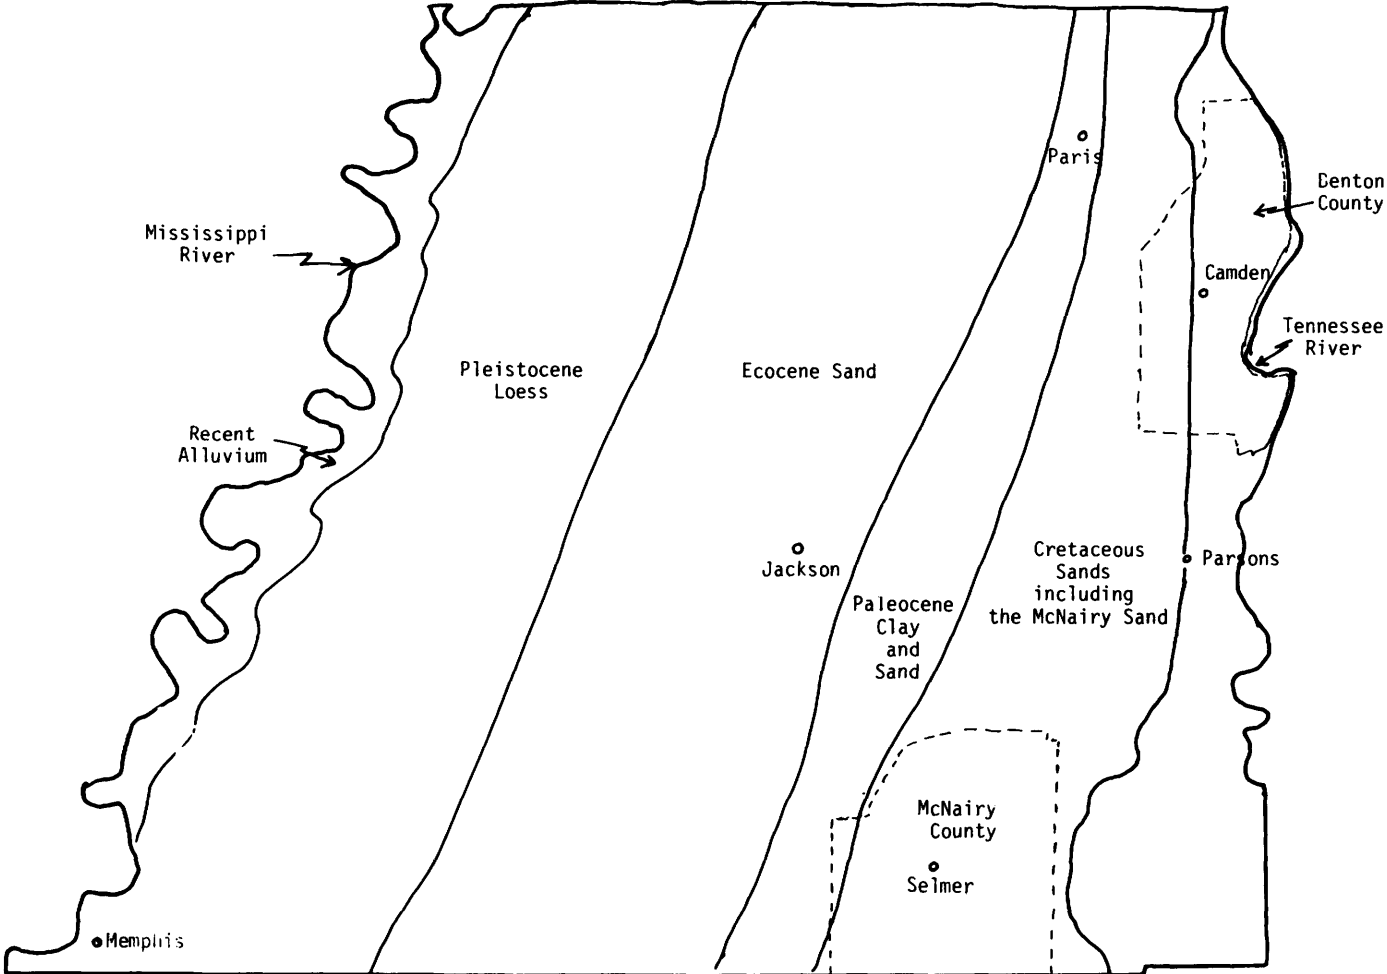 Paris
Denton
County
Mississippi
River
Camden
Tennessee
River
Pleistocene
Loess
Ecocene Sand
Recent
Alluvium
Jackson
Cretaceous
Sands
including
the McNairy Sand
Parsons
Paleocene
Clay
and
Sand
McNairy
County
Selmer
Memphis